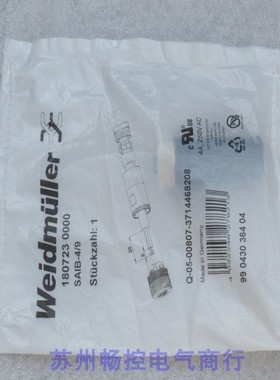 Weidmüller
180723 0000
SAIB-4/9
Stückzahl: 1
4A, 250V AC
Q-05-00807-3714468208
Made in Germany
99 0430 364 04
苏州畅控电气商行